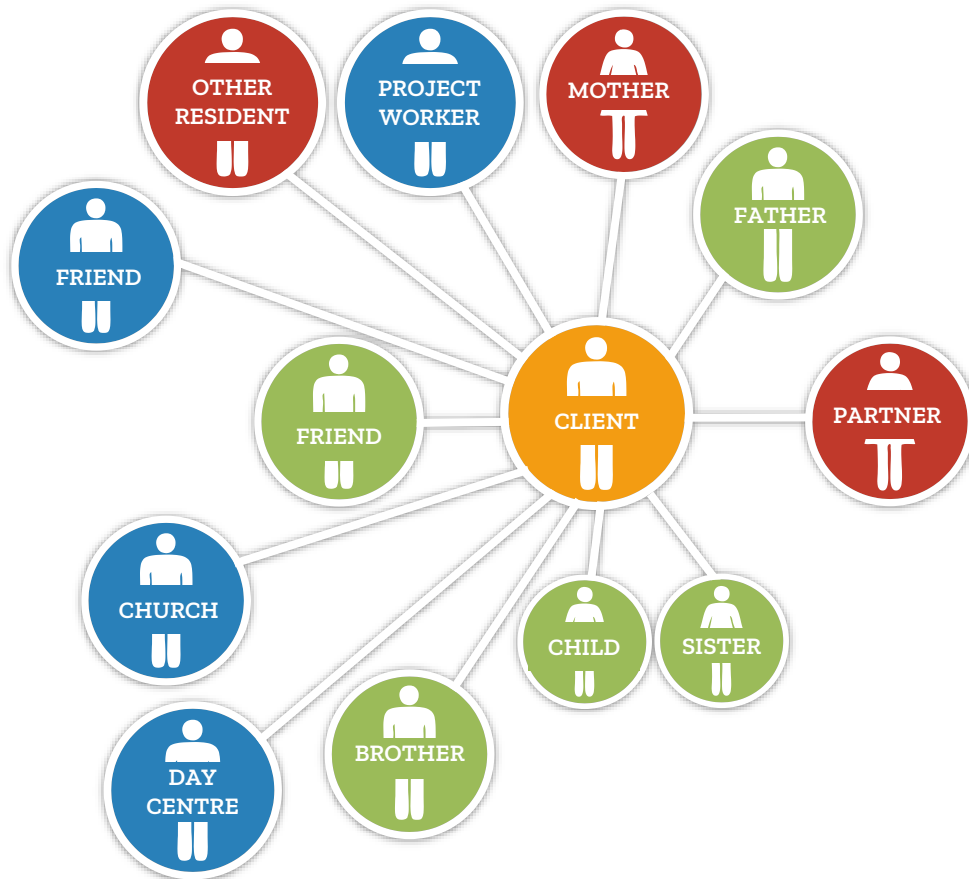 OTHER
RESIDENT
PROJECT
WORKER
MOTHER
FATHER
FRIEND
FRIEND
CLIENT
PARTNER
CHURCH
CHILD
SISTER
BROTHER
DAY
CENTRE